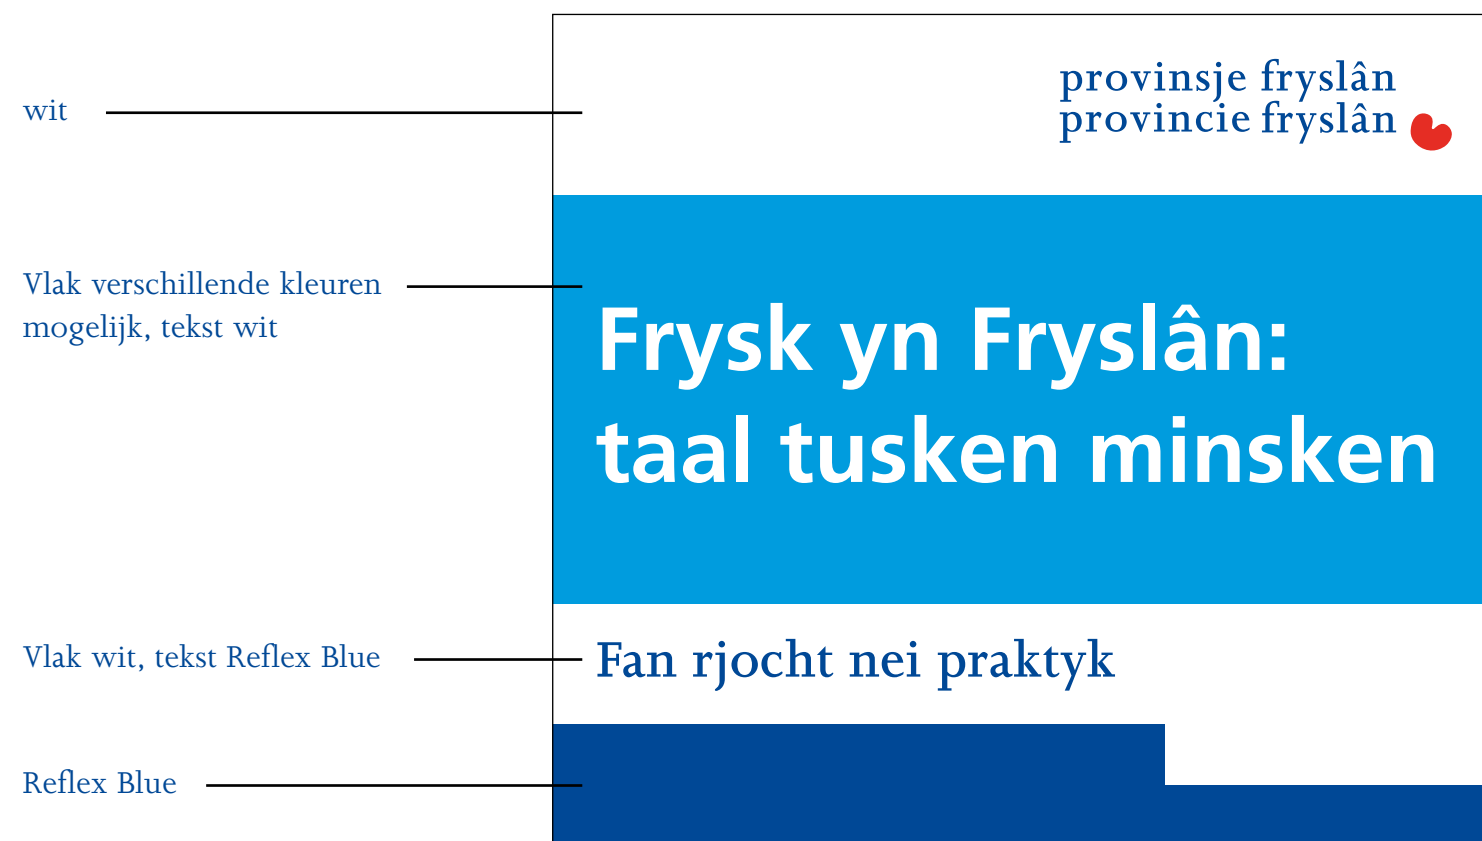 provinsje fryslân
provincie fryslân
wit
Vlak verschillende kleuren
mogelijk, tekst wit
Frysk yn Fryslân:
taal tusken minsken
Vlak wit, tekst Reflex Blue
Fan rjocht nei praktyk
Reflex Blue